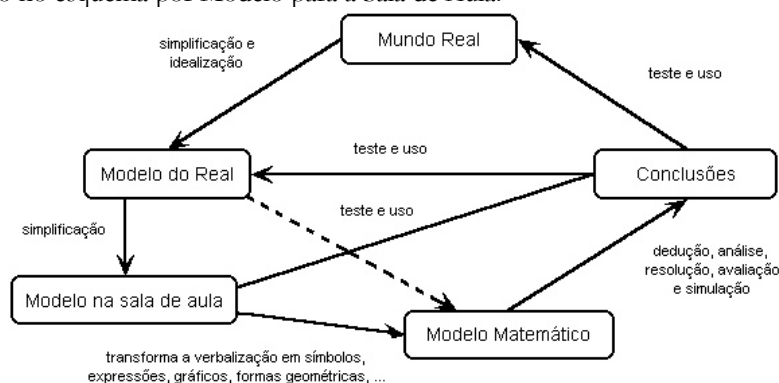 o no esquema por Modelo para a Sala de Aula.
simplificação e
idealização
Mundo Real
teste e uso
teste e uso
Modelo do Real
Conclusões
teste e uso
simplificação
dedução, análise,
resolução, avaliação
e simulação
Modelo na sala de aula
Modelo Matemático
transforma a verbalização em símbolos,
expressões, gráficos, formas geométricas, ...